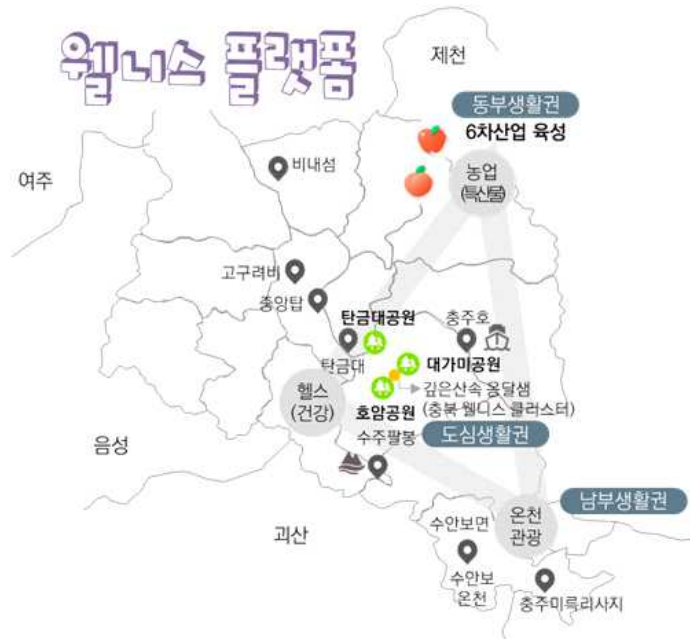 웰니스 플랫폼
제천
동부생활권
6차산업 육성
농업
(특산물)
비내섬
여주
고구려비
중앙탑
탄금대공원
충주호
탄금대
대가미공원
깊은산속 옹달샘
(충북 웰니스 클러스터)
헬스
(건강)
호암공원
수주팔봉
도심생활권
음성
남부생활권
괴산
수안보면
온천
관광
수안보
온천
충주미륵리사지